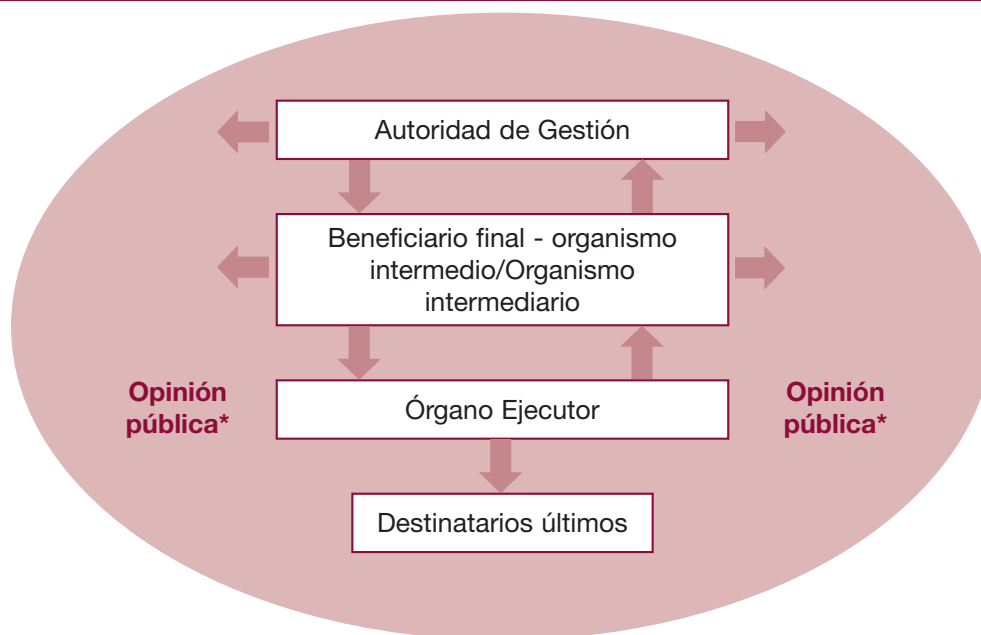 Autoridad de Gestión
Beneficiario final - organismo
intermedio/Organismo
intermediario
Opinión
pública*
Órgano Ejecutor
Opinión
pública*
Destinatarios últimos